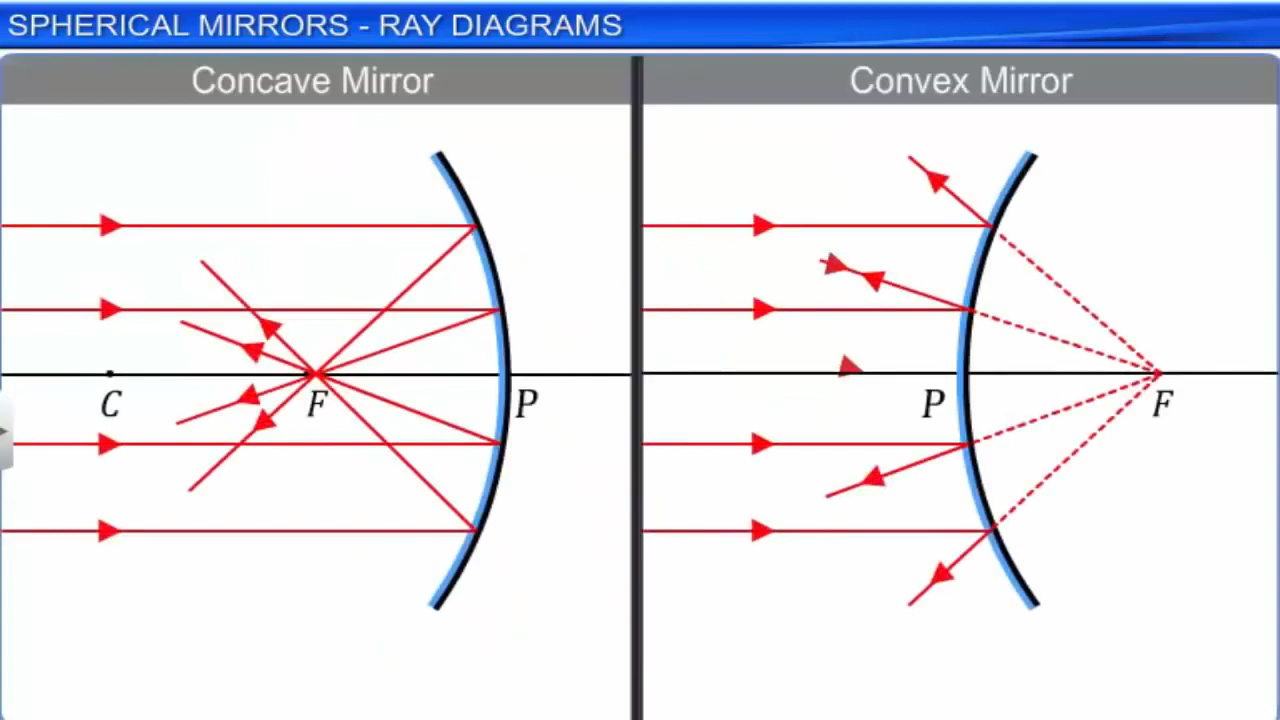 SPHERICAL MIRRORS - RAY DIAGRAMS
Concave Mirror
Convex Mirror
C
F
P
P
F